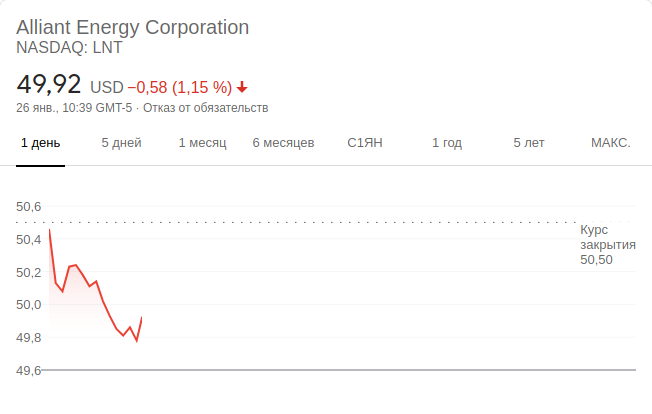 Alliant Energy Corporation
NASDAQ: LNT
49,92 USD −0,58 (1,15 %)
26 янв., 10:39 GMT-5 · Отказ от обязательств
1 день 5 дней 1 месяц 6 месяцев С1ЯН 1 год 5 лет МАКС.
50,6
50,4
50,2
50,0
49,8
49,6
Курс
закрытия
50,50